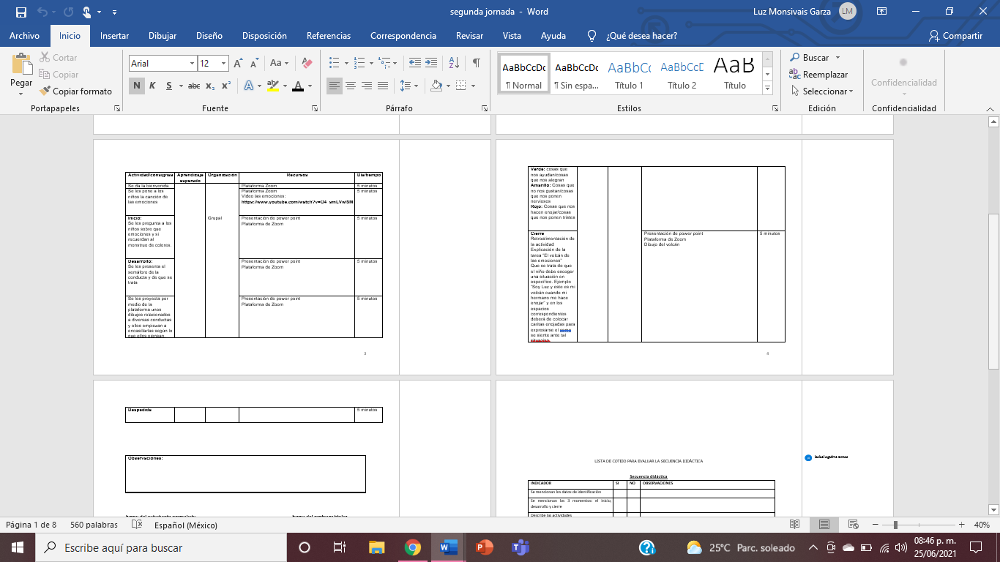 segunda jornada - Word
Luz Monsivais Garza
LM
Archivo Inicio Insertar Dibujar Diseño Disposición Referencias Correspondencia Revisar Vista Ayuda ¿Qué desea hacer? Compartir
Pegar
Cortar
Copiar
Copiar formato
Portapapeles
Arial 12
N K S abc x₂ x²
Fuente
Párrafo
AaBbCcDc AaBbCcDc AaBbCc AaBbCcD AaB
¶ Normal ¶ Sin espa... Título 1 Título 2 Título
Estilos
Buscar
Reemplazar
Seleccionar
Edición
Confidencialidad
Confidencialidad
Actividad/consignas Aprendizaje esperado Organización Recursos Día/tiempo
Se da la bienvenida Plataforma Zoom 5 minutos
Se les pone a los
niños la canción de
las emociones
Plataforma Zoom
Video las emociones:
5 minutos
Inicio:
Se les pregunta a los
niños sobre que
emociones y si
recuerdan al
monstruo de colores.
Grupal
Presentación de power point
Plataforma de Zoom
5 minutos
Desarrollo:
Se les presenta el
semáforo de la
conducta y de que se
trata
Presentación de power point
Plataforma de Zoom
5 minutos
Se les proyecta por
medio de la
plataforma unos
dibujos relacionados
a diversas conductas
y ellos empiezan a
encasillarlas según lo
que ellos piensan.
Presentación de power point
Plataforma de Zoom
5 minutos
3
Verde: cosas que
nos ayudan/cosas
que nos alegran
Amarillo: Cosas que
no nos gustan/cosas
que nos ponen
nerviosos
Rojo: Cosas que nos
hacen enojar/cosas
que nos ponen tristes
Cierre
Retroalimentación de
la actividad
Explicación de la
tarea "El volcán de
las emociones"
Que se trata de que
el niño debe escoger
una situación en
específico. Ejemplo
"Soy Luz y este es mi
volcán cuando mi
hermano me hace
enojar" y en los
espacios
correspondientes
deberá de colocar
caritas enojadas para
expresarse el como
se siente ante tal
Presentación de power point
Plataforma de Zoom
Dibujo del volcán
5 minutos
4
Despedida 5 minutos
Observaciones:
LISTA DE COTEJO PARA EVALUAR LA SECUENCIA DIDÁCTICA
Secuencia didáctica
INDICADOR SI NO OBSERVACIONES
Se mencionan los datos de identificación
Se mencionan los 3 momentos: el inicio,
desarrollo y cierre
Describe las actividades
Página 1 de 8 560 palabras Español (México) 40%
Escribe aquí para buscar
25°C Parc. soleado
08:46 p. m.
25/06/2021